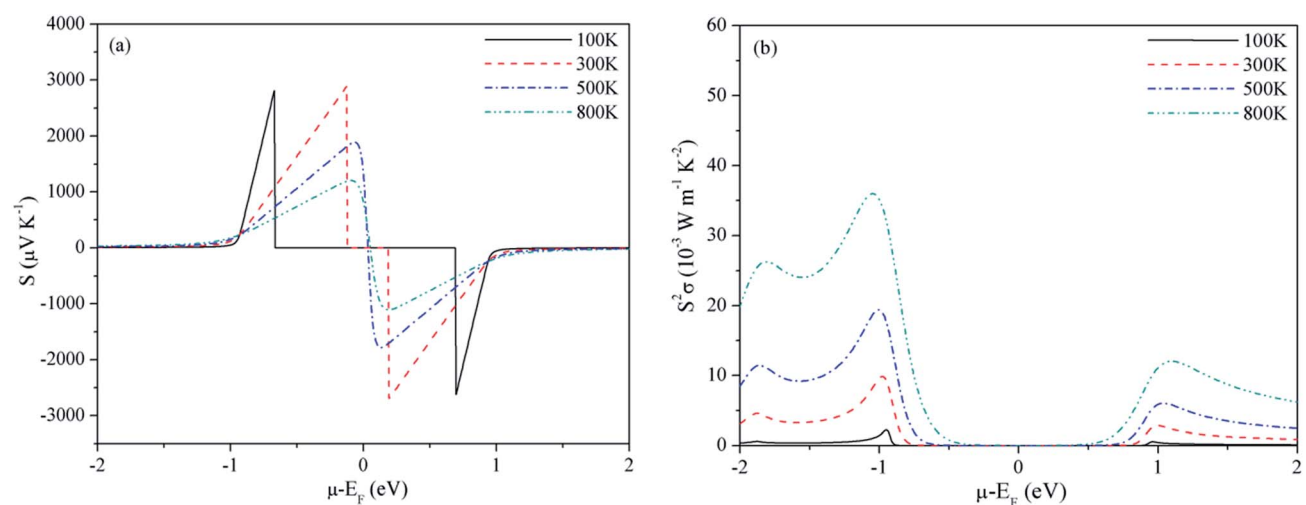 (a)
100K
300K
500K
800K
4000
3000
2000
1000
0
-1000
-2000
-3000
S (μV K⁻¹)
-2
-1
0
1
2
μ-E_F (eV)
(b)
100K
300K
500K
800K
60
50
40
30
20
10
0
S²σ (10⁻³ W m⁻¹ K⁻²)
-2
-1
0
1
2
μ-E_F (eV)